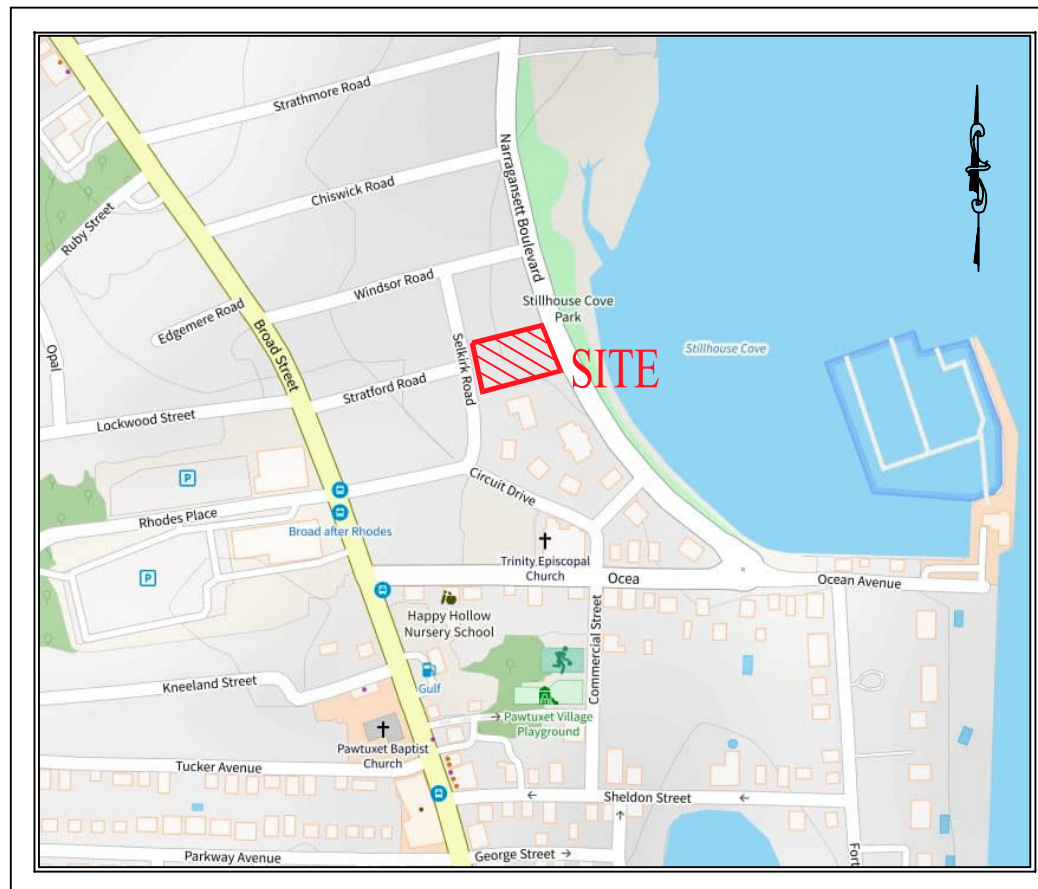 Strathmore Road
Chiswick Road
Narragansett Boulevard
Ruby Street
Windsor Road
Edgemere Road
Stillhouse Cove
Park
Opal
Broad Street
Selkirk Road
Stillhouse Cove
SITE
Stratford Road
Lockwood Street
P
Circuit Drive
Rhodes Place
Broad after Rhodes
Trinity Episcopal
Church
P
Ocea
Ocean Avenue
Happy Hollow
Nursery School
Commercial Street
Gulf
Kneeland Street
Pawtuxet Village
Playground
Pawtuxet Baptist
Church
Tucker Avenue
Sheldon Street
Parkway Avenue
George Street
Fort